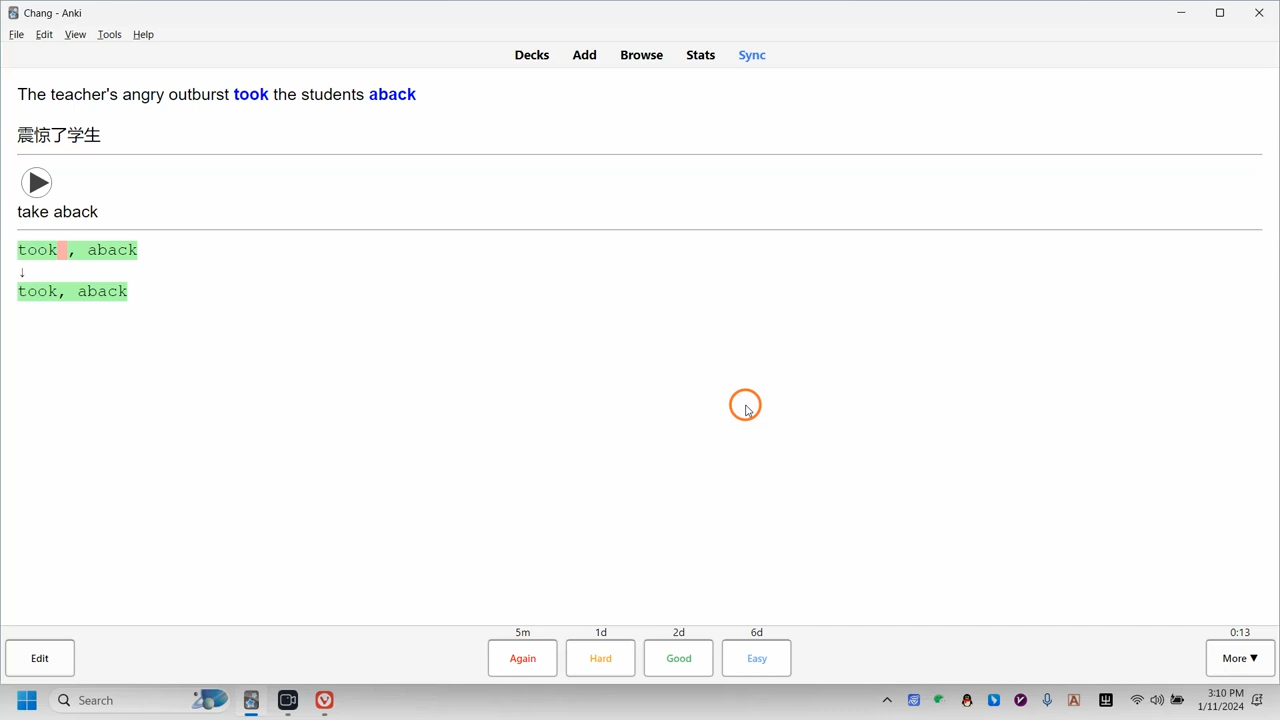 Chang - Anki
File Edit View Tools Help
Decks Add Browse Stats Sync
The teacher's angry outburst took the students aback
震惊了学生
take aback
took , aback
↓
took, aback
5m 1d 2d 6d 0:13
Edit Again Hard Good Easy More ▼
Search
3:10 PM
1/11/2024